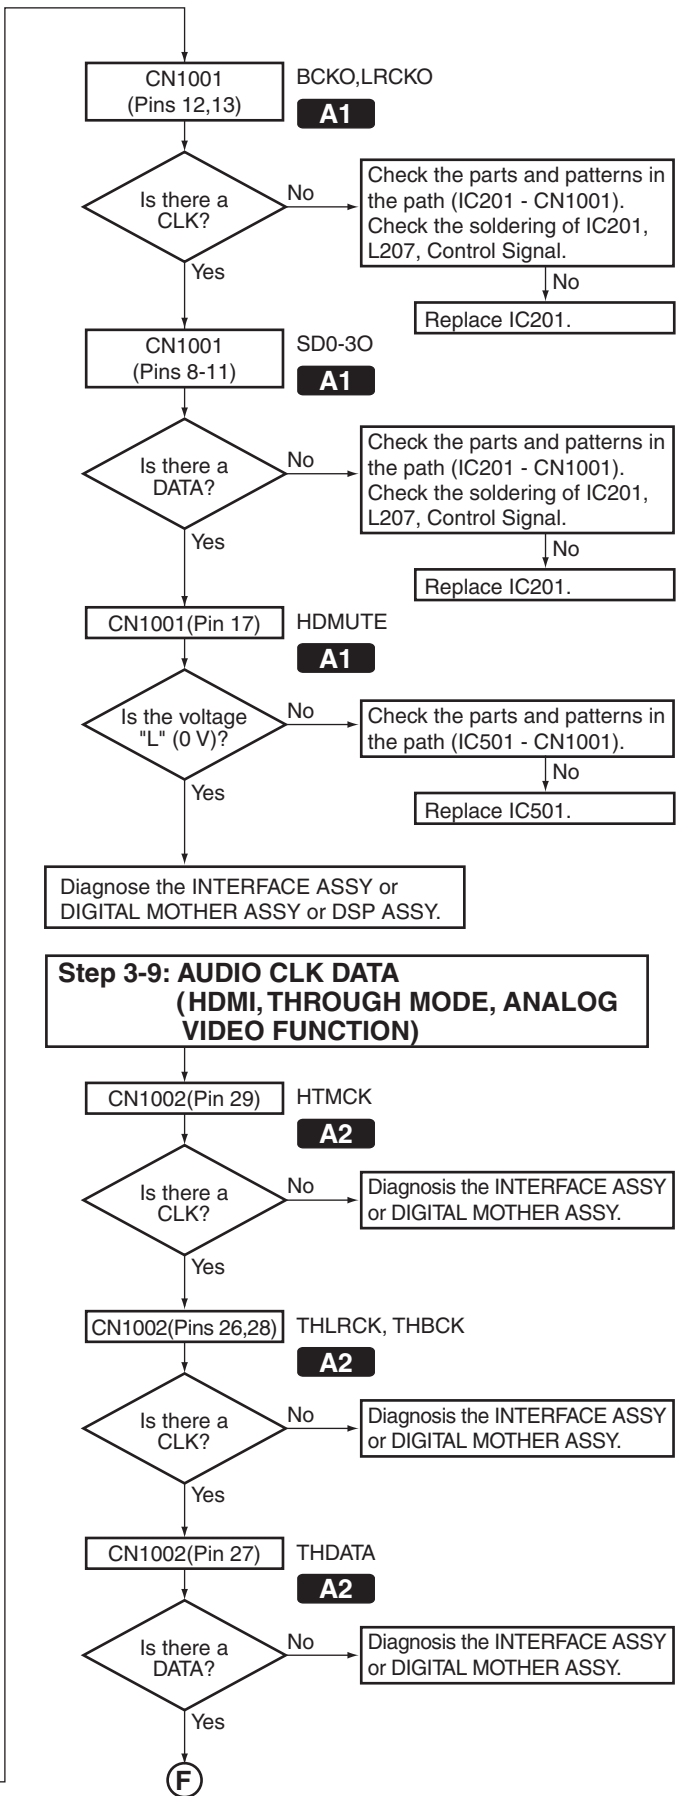 CN1001
(Pins 12,13)
BCKO,LRCKO
A1
Is there a
CLK?
No
Check the parts and patterns in
the path (IC201 - CN1001).
Check the soldering of IC201,
L207, Control Signal.
No
Replace IC201.
Yes
CN1001
(Pins 8-11)
SD0-3O
A1
Is there a
DATA?
No
Check the parts and patterns in
the path (IC201 - CN1001).
Check the soldering of IC201,
L207, Control Signal.
No
Replace IC201.
Yes
CN1001(Pin 17)
HDMUTE
A1
Is the voltage
"L" (0 V)?
No
Check the parts and patterns in
the path (IC501 - CN1001).
No
Replace IC501.
Yes
Diagnose the INTERFACE ASSY or
DIGITAL MOTHER ASSY or DSP ASSY.
Step 3-9: AUDIO CLK DATA
(HDMI, THROUGH MODE, ANALOG
VIDEO FUNCTION)
CN1002(Pin 29)
HTMCK
A2
Is there a
CLK?
No
Diagnosis the INTERFACE ASSY
or DIGITAL MOTHER ASSY.
Yes
CN1002(Pins 26,28)
THLRCK, THBCK
A2
Is there a
CLK?
No
Diagnosis the INTERFACE ASSY
or DIGITAL MOTHER ASSY.
Yes
CN1002(Pin 27)
THDATA
A2
Is there a
DATA?
No
Diagnosis the INTERFACE ASSY
or DIGITAL MOTHER ASSY.
Yes
F